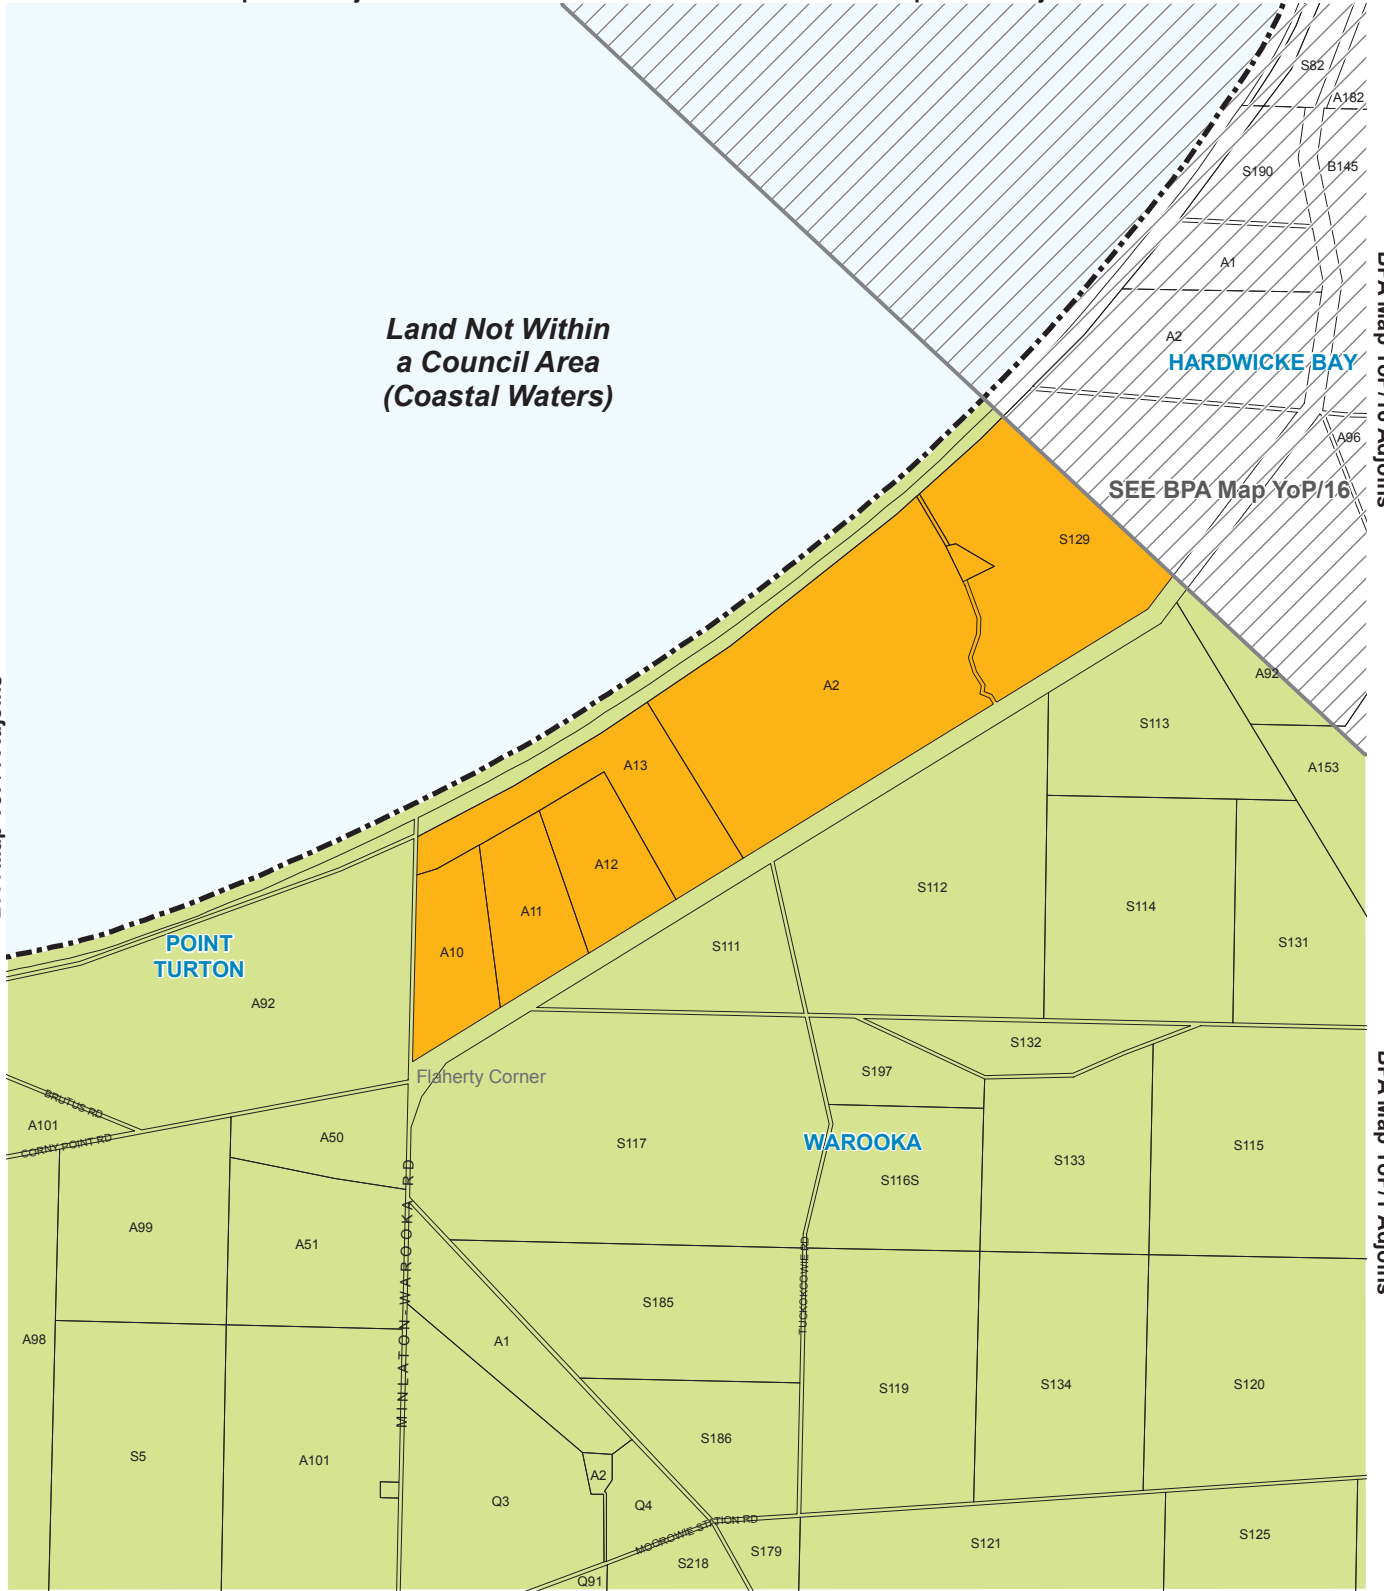 S82
A182
S190
B145
A1
Land Not Within
a Council Area
(Coastal Waters)
A2
HARDWICKE BAY
A96
SEE BPA Map YoP/16
S129
A92
A2
S113
A13
A153
A12
S112
A11
S114
POINT
TURTON
A10
S111
S131
A92
S132
Flaherty Corner
S197
BRUTUS RD
A101
CORNY POINT RD
A50
S117
WAROOKA
S115
S133
S116S
A99
A51
MINLATON-WAROOKA RD
TUCKOKCOWIE RD
S185
A98
A1
S119
S134
S120
S186
S5
A101
A2
Q3
Q4
MOOROWIE STATION RD
S179
S121
S125
S218
Q91